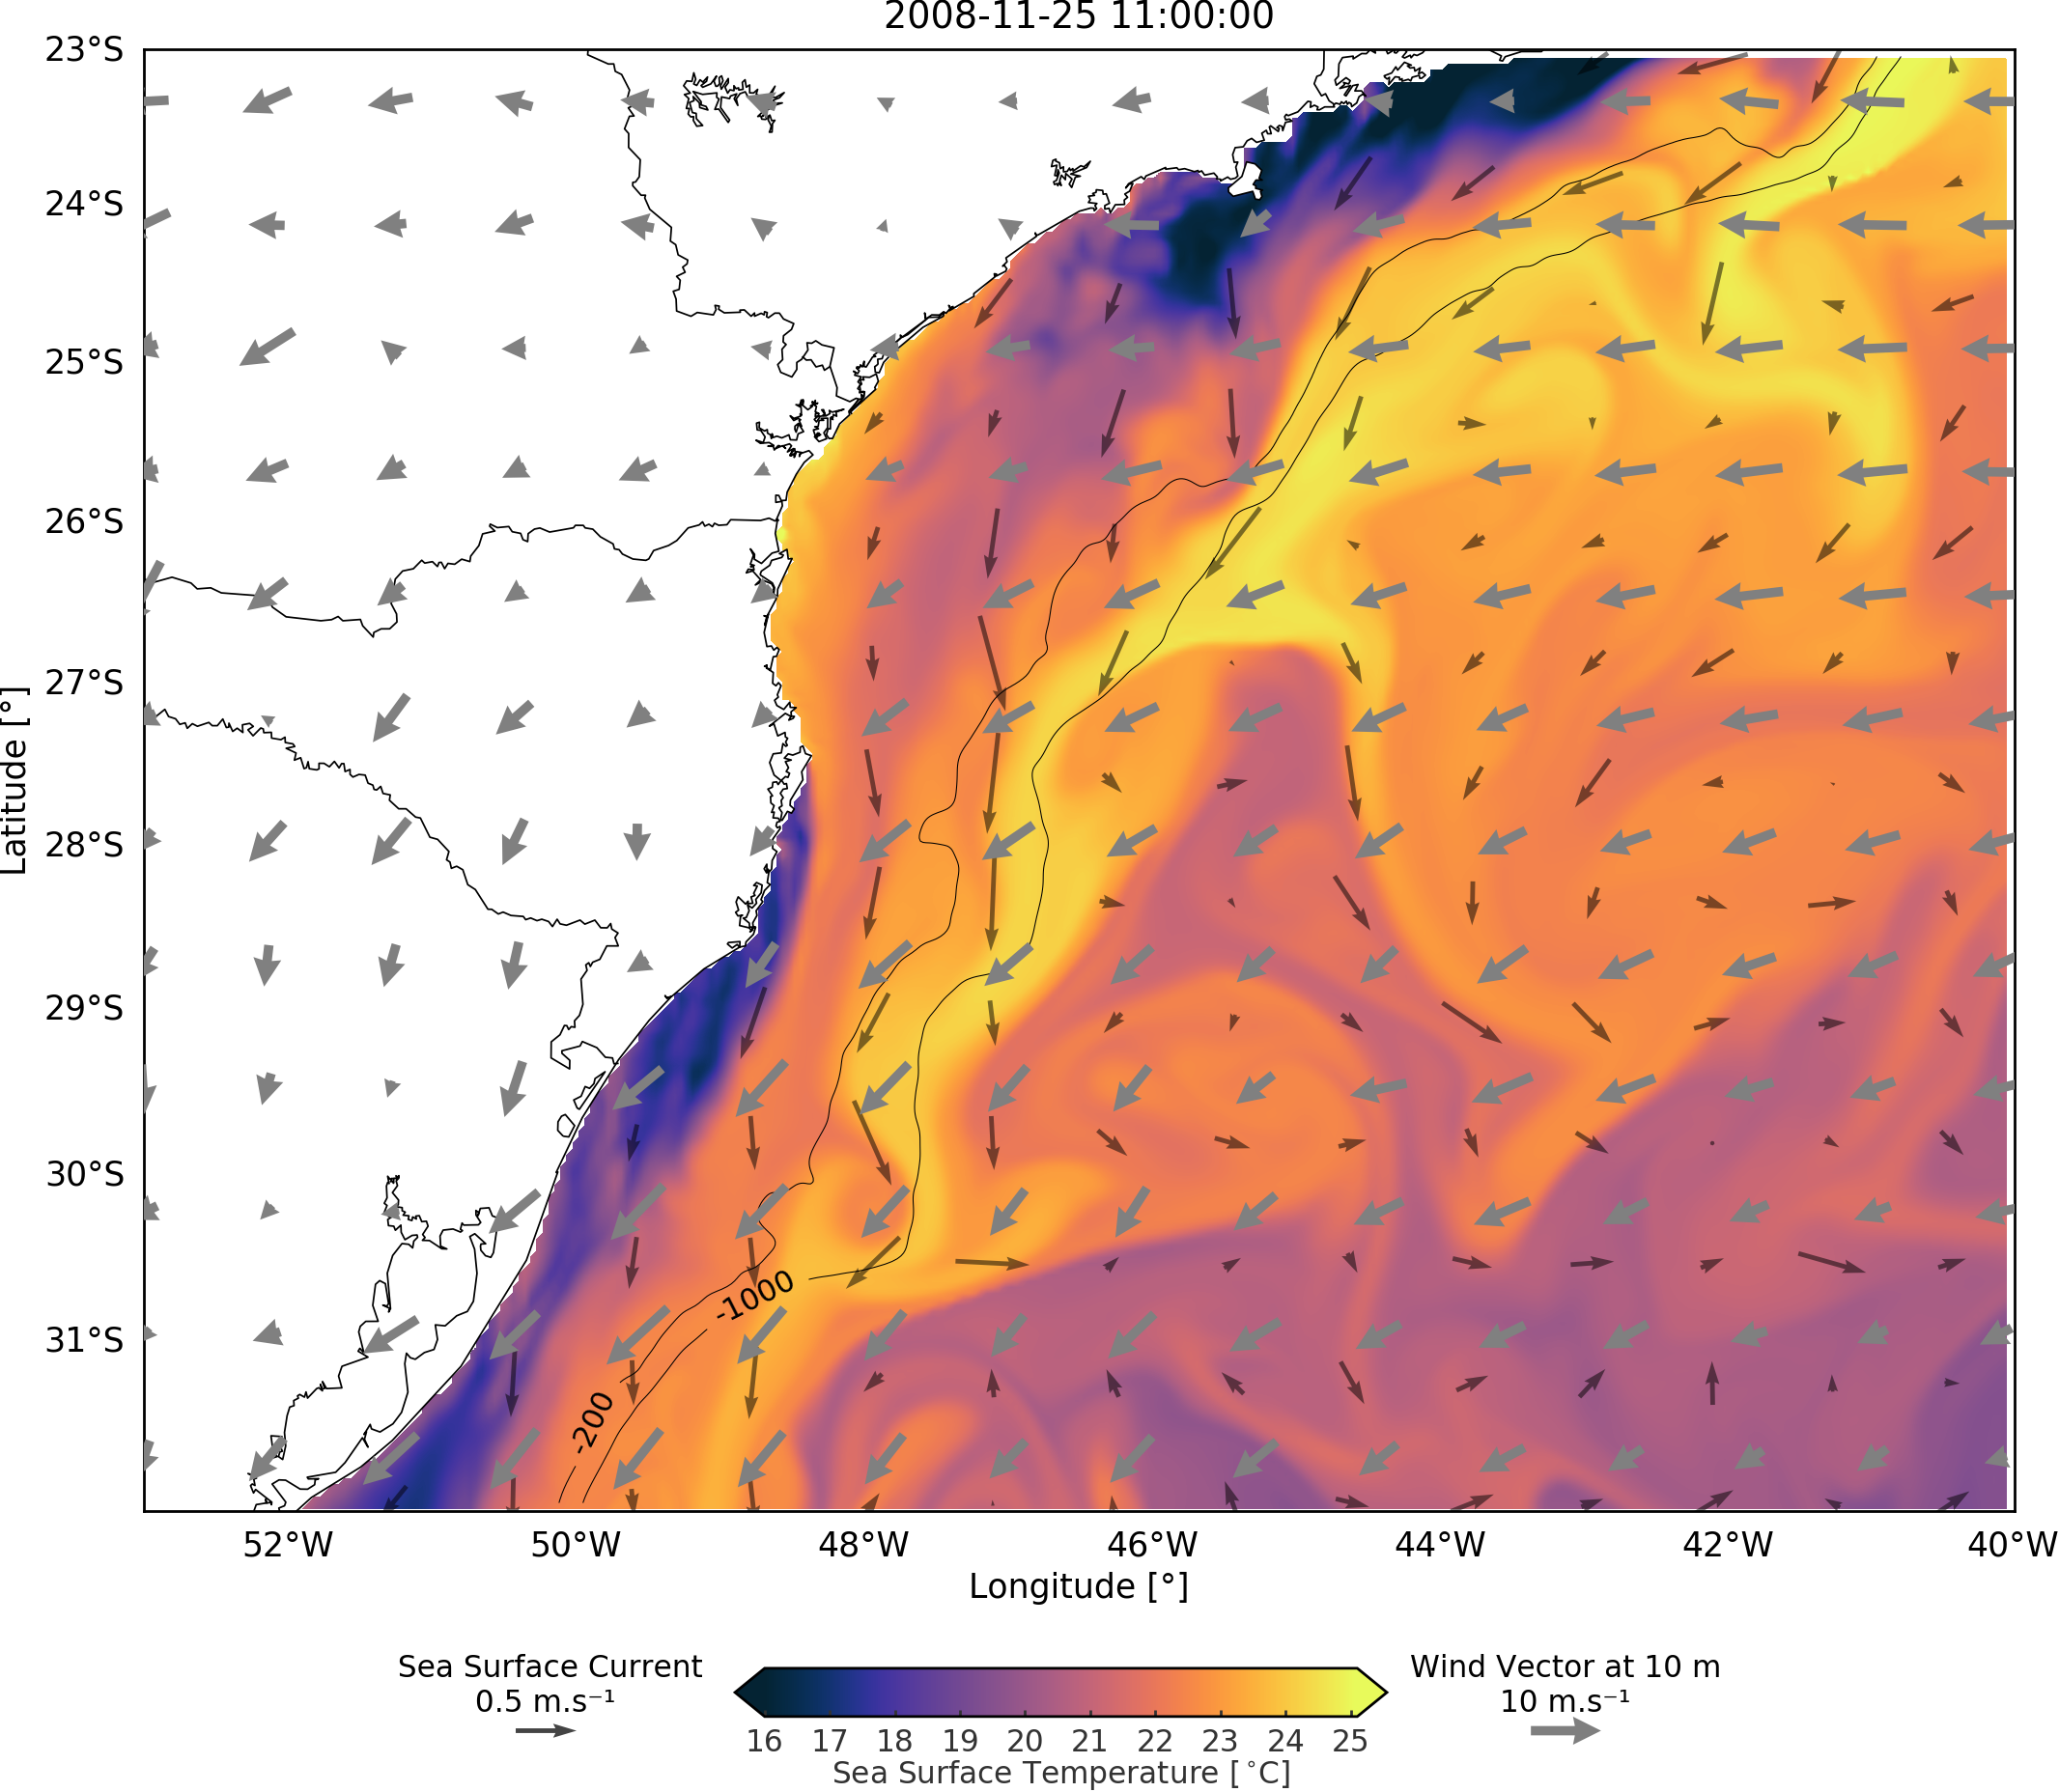 2008-11-25 11:00:00
23°S
24°S
25°S
26°S
27°S
28°S
29°S
30°S
31°S
Latitude [°]
-1000
-200
52°W 50°W 48°W 46°W 44°W 42°W 40°W
Longitude [°]
Sea Surface Current
0.5 m.s⁻¹
16 17 18 19 20 21 22 23 24 25
Sea Surface Temperature [°C]
Wind Vector at 10 m
10 m.s⁻¹